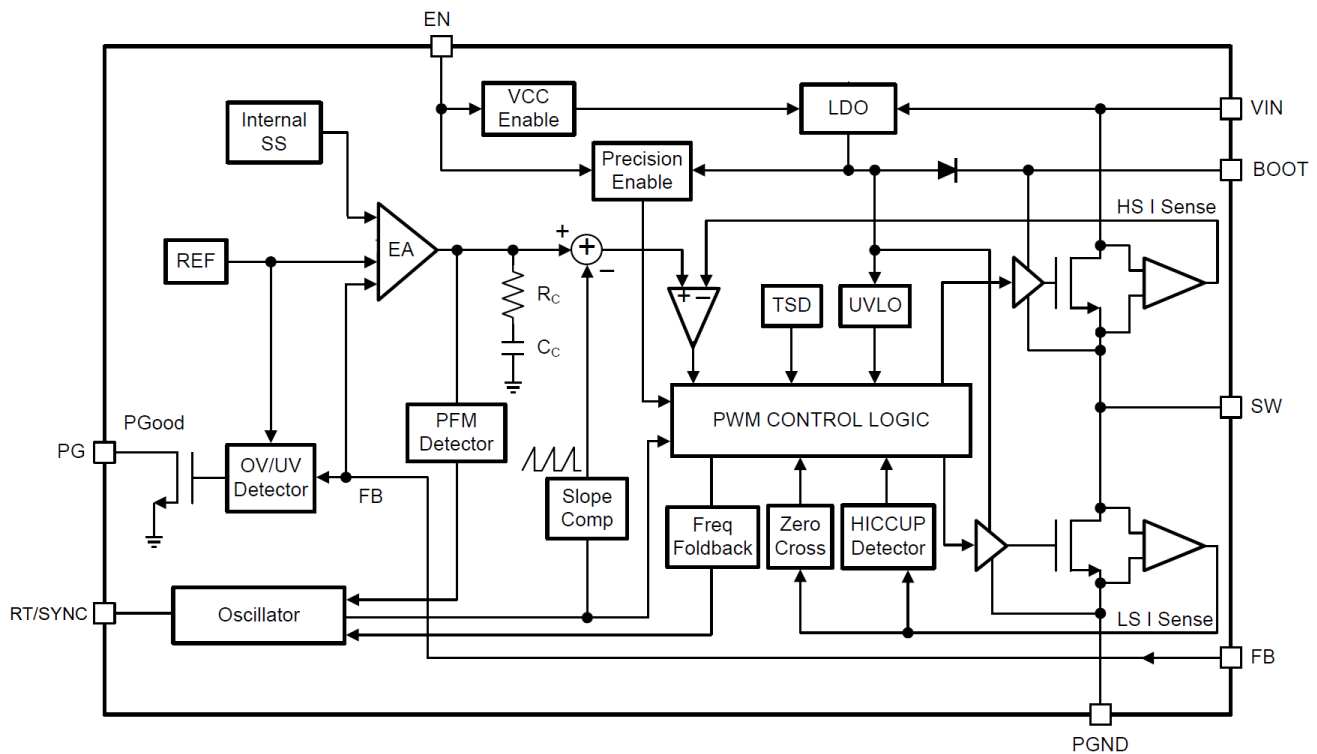 EN
VCC
Enable
LDO
VIN
Internal
SS
Precision
Enable
BOOT
HS I Sense
EA
+
+
−
REF
R_C
C_C
+ −
TSD
UVLO
PWM CONTROL LOGIC
SW
PGood
PG
OV/UV
Detector
FB
PFM
Detector
Slope
Comp
Freq
Foldback
Zero
Cross
HICCUP
Detector
RT/SYNC
Oscillator
LS I Sense
FB
PGND